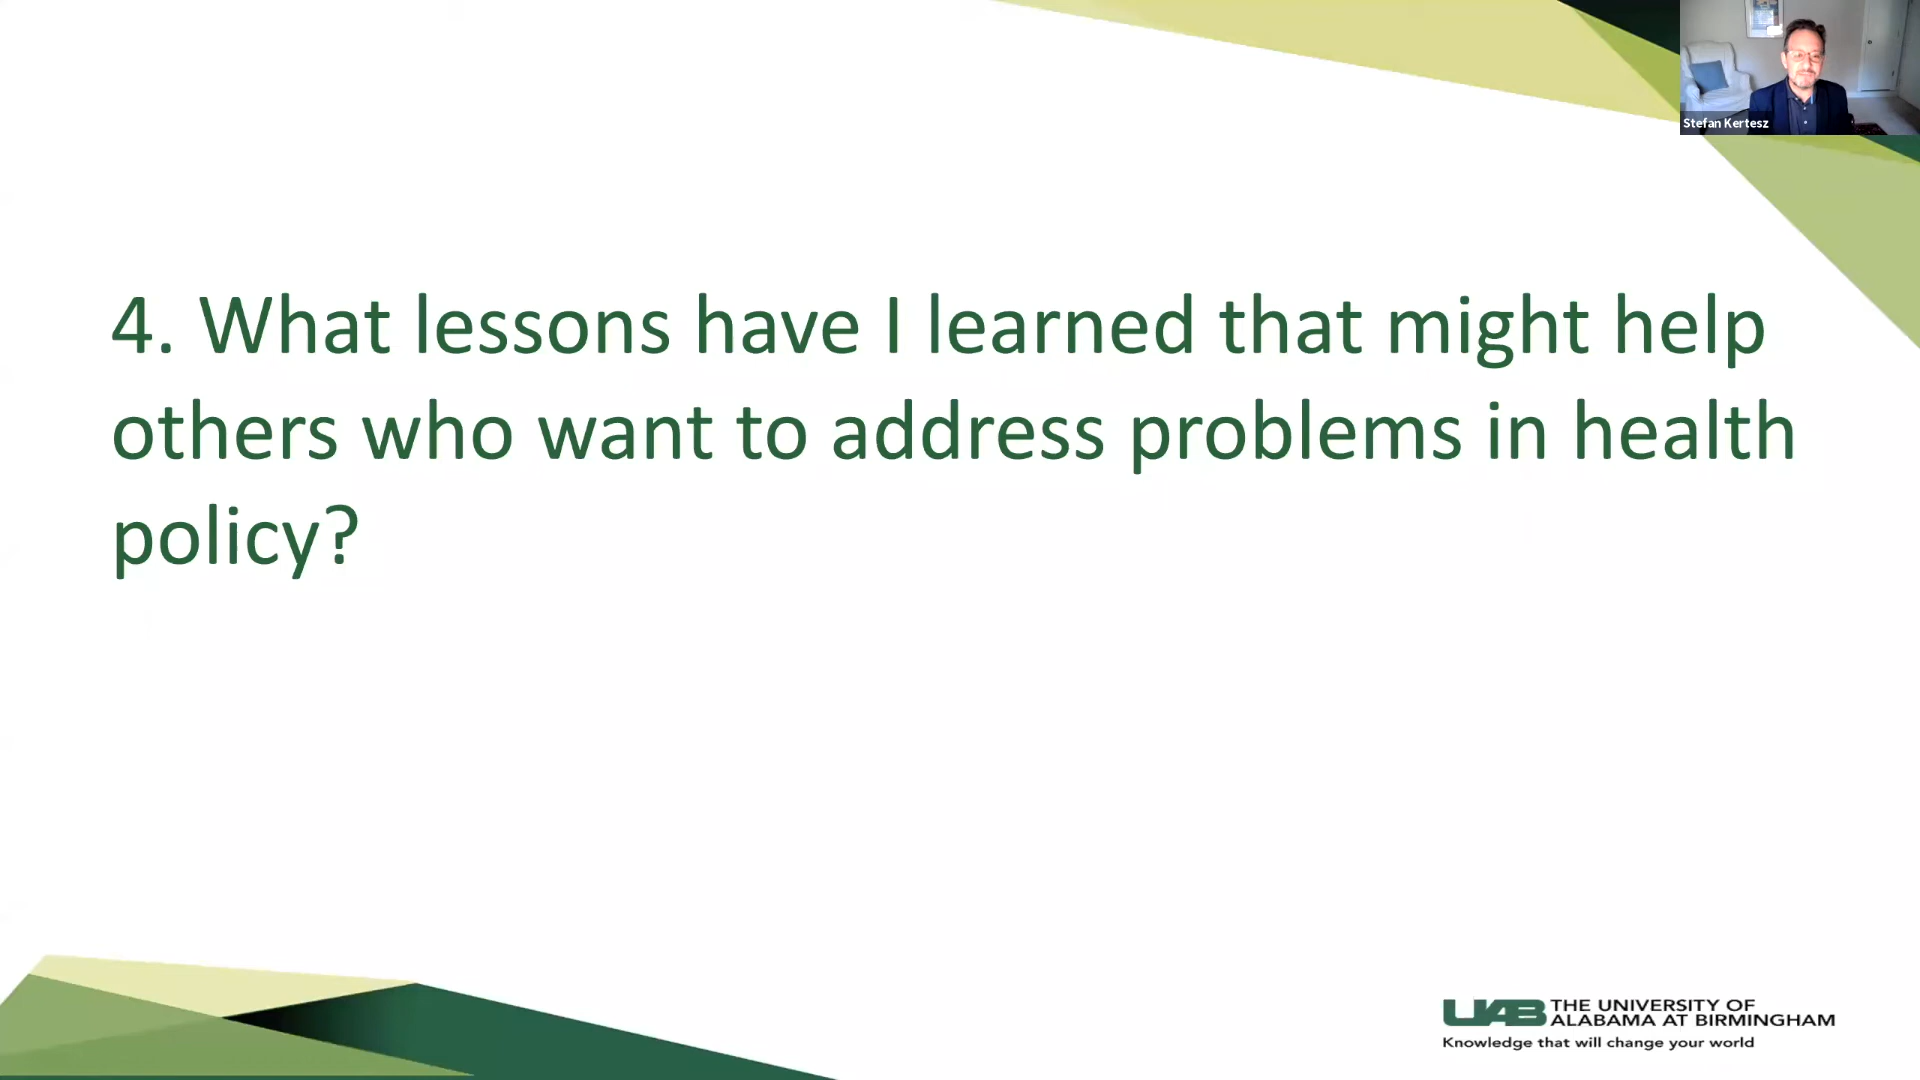 Stefan Kertesz
4. What lessons have I learned that might help
others who want to address problems in health
policy?
UAB THE UNIVERSITY OF
ALABAMA AT BIRMINGHAM
Knowledge that will change your world